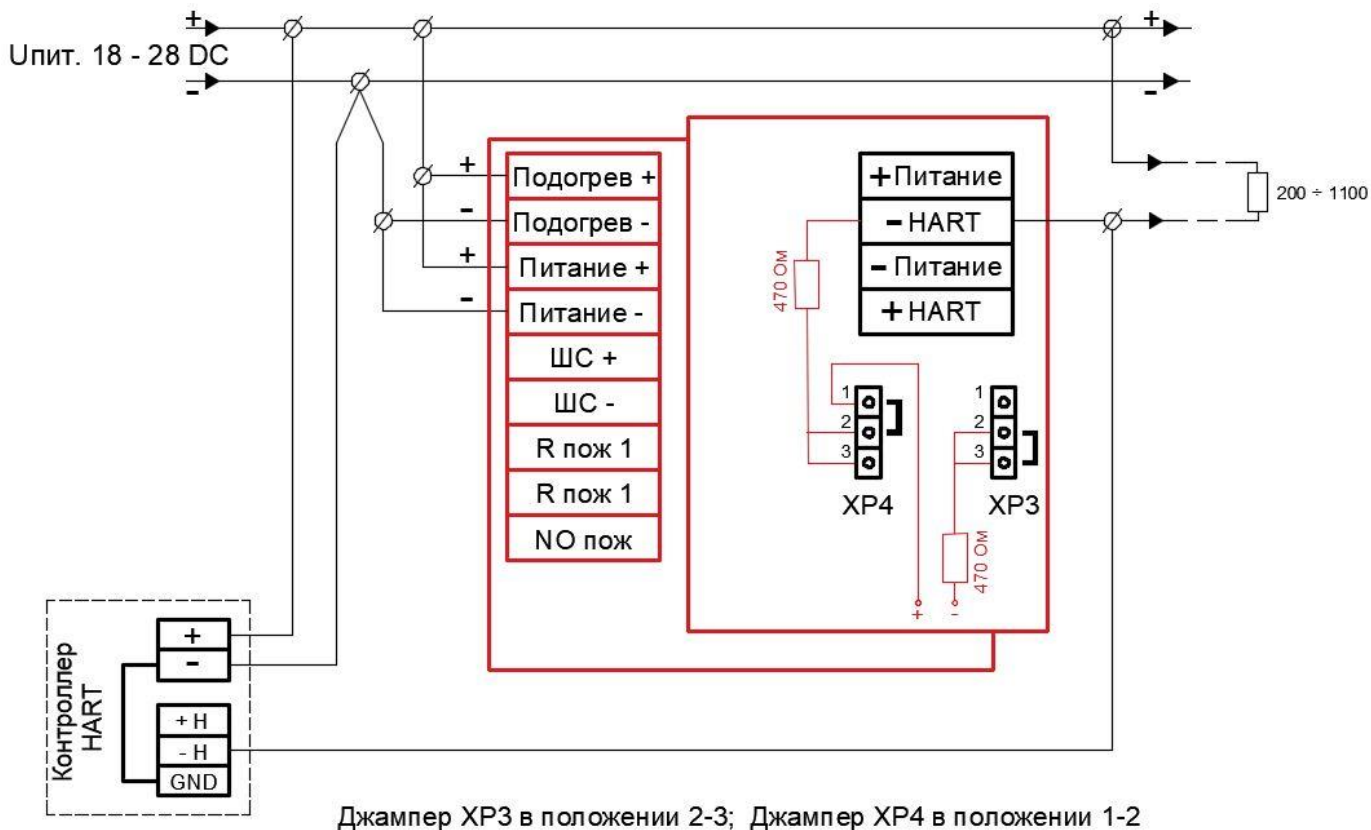 + +
Uпит. 18 - 28 DC
- -
+ Подогрев +
- Подогрев -
+ Питание +
- Питание -
ШС +
ШС -
R пож 1
R пож 1
NO пож
+ Питание
- HART
- Питание
+ HART
200 ÷ 1100
470 Ом
1
2
3
XP4
1
2
3
XP3
470 Ом
+ -
Контроллер
HART
+
-
+ H
- H
GND
Джампер XP3 в положении 2-3; Джампер XP4 в положении 1-2